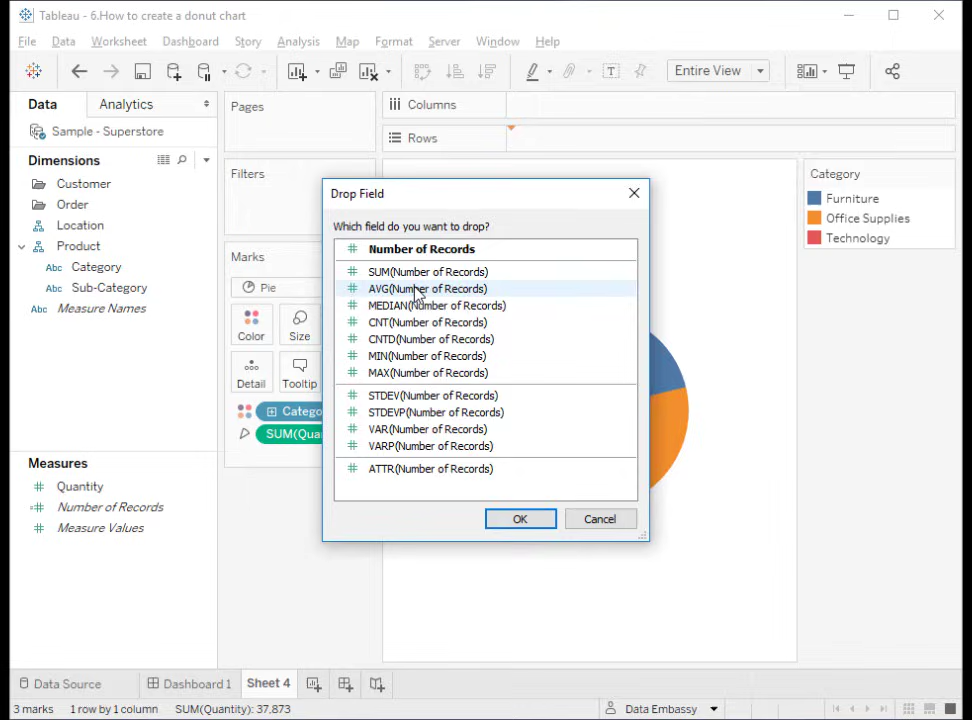 Tableau - 6.How to create a donut chart
File Data Worksheet Dashboard Story Analysis Map Format Server Window Help
Entire View
Data Analytics
Sample - Superstore
Dimensions
Customer
Order
Location
Product
Abc Category
Abc Sub-Category
Abc Measure Names
Measures
Quantity
Number of Records
Measure Values
Pages
Filters
Marks
Pie
Color Size
Detail Tooltip
Catego
SUM(Qua
Columns
Rows
Drop Field
Which field do you want to drop?
Number of Records
SUM(Number of Records)
AVG(Number of Records)
MEDIAN(Number of Records)
CNT(Number of Records)
CNTD(Number of Records)
MIN(Number of Records)
MAX(Number of Records)
STDEV(Number of Records)
STDEVP(Number of Records)
VAR(Number of Records)
VARP(Number of Records)
ATTR(Number of Records)
OK Cancel
Category
Furniture
Office Supplies
Technology
Data Source Dashboard 1 Sheet 4
3 marks 1 row by 1 column SUM(Quantity): 37,873 Data Embassy